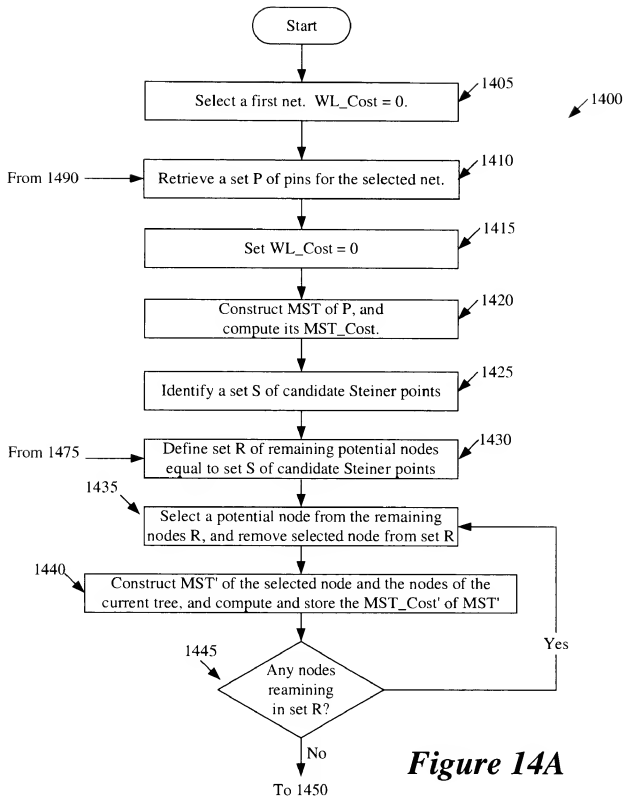 Start
1405
1400
Select a first net. WL_Cost = 0.
1410
From 1490
Retrieve a set P of pins for the selected net.
1415
Set WL_Cost = 0
1420
Construct MST of P, and
compute its MST_Cost.
1425
Identify a set S of candidate Steiner points
1430
From 1475
Define set R of remaining potential nodes
equal to set S of candidate Steiner points
1435
Select a potential node from the remaining
nodes R, and remove selected node from set R
1440
Construct MST' of the selected node and the nodes of the
current tree, and compute and store the MST_Cost' of MST'
Yes
1445
Any nodes
reamining
in set R?
No
To 1450
Figure 14A